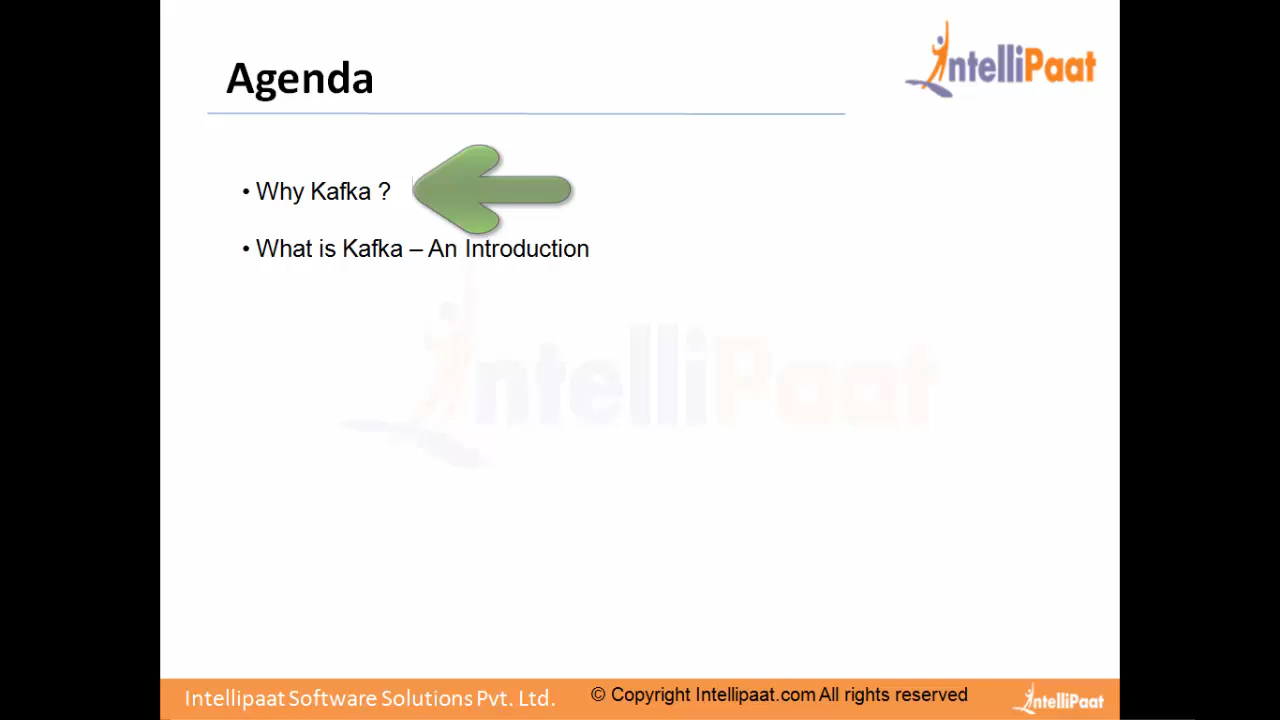 Agenda
IntelliPaat
• Why Kafka ?
• What is Kafka – An Introduction
IntelliPaat
Intellipaat Software Solutions Pvt. Ltd.
© Copyright Intellipaat.com All rights reserved
IntelliPaat